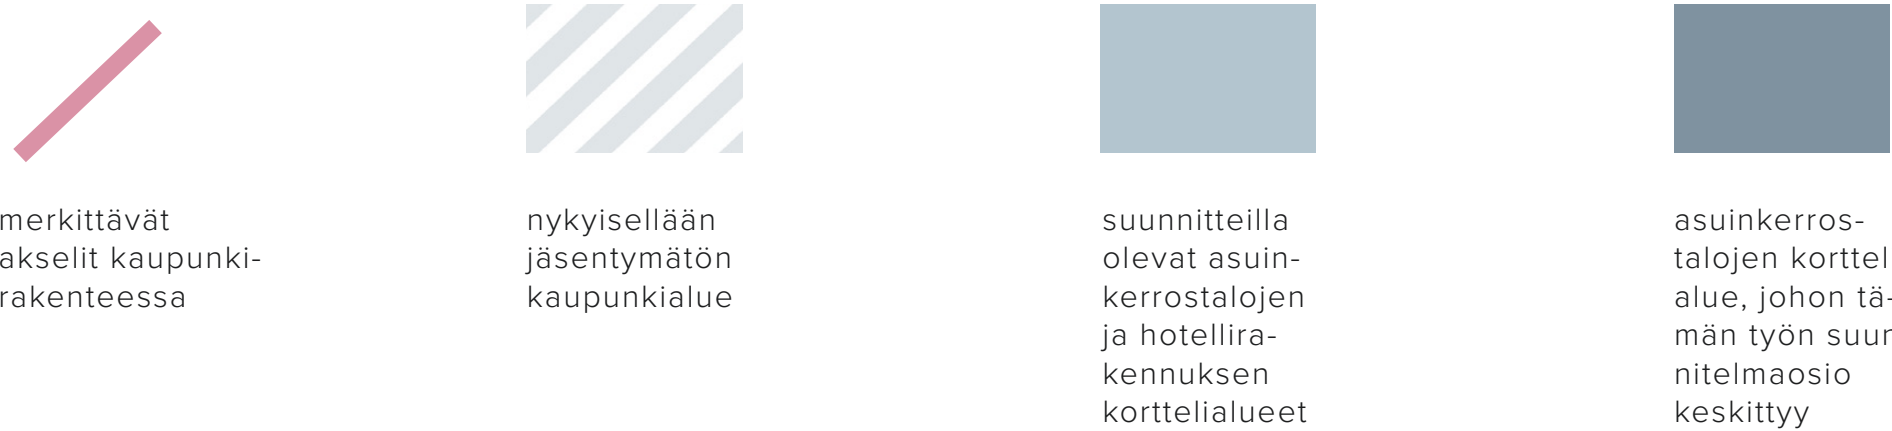 merkittävät
akselit kaupunki-
rakenteessa
nykyisellään
jäsentymätön
kaupunkialue
suunnitteilla
olevat asuin-
kerrostalojen
ja hotellira-
kennuksen
korttelialueet
asuinkerros-
talojen korttel
alue, johon tä-
män työn suun
nitelmaosio
keskittyy